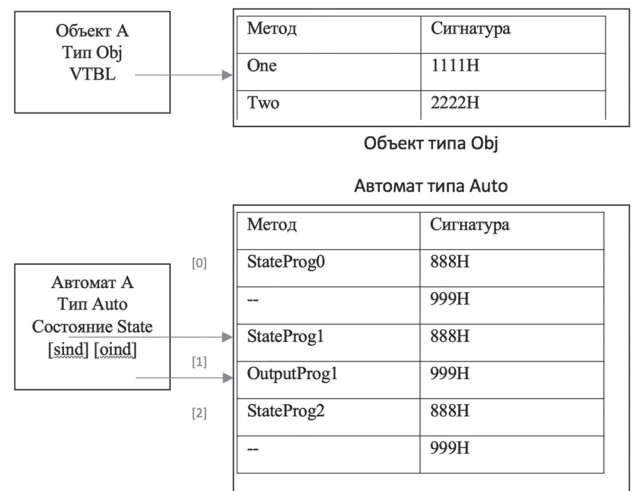 Объект А
Тип Obj
VTBL
Метод Сигнатура
One 1111H
Two 2222H
Объект типа Obj
Автомат типа Auto
Автомат А
Тип Auto
Состояние State
[sind] [oind]
Метод Сигнатура
[0] StateProg0 888H
-- 999H
StateProg1 888H
[1] OutputProg1 999H
[2] StateProg2 888H
-- 999H